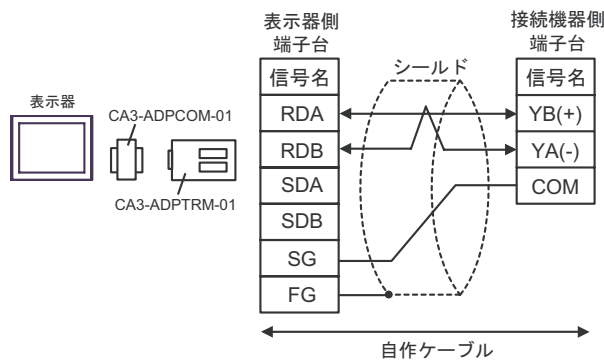 表示器
CA3-ADPCOM-01
CA3-ADPTRM-01
表示器側
端子台
信号名
RDA
RDB
SDA
SDB
SG
FG
シールド
接続機器側
端子台
信号名
YB(+)
YA(-)
COM
自作ケーブル